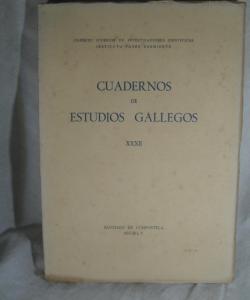 CONSEJO SUPERIOR DE INVESTIGACIONES CIENTIFICAS
INSTITUTO PADRE SARMIENTO
CUADERNOS
DE
ESTUDIOS GALLEGOS
XXXII
SANTIAGO DE COMPOSTELA